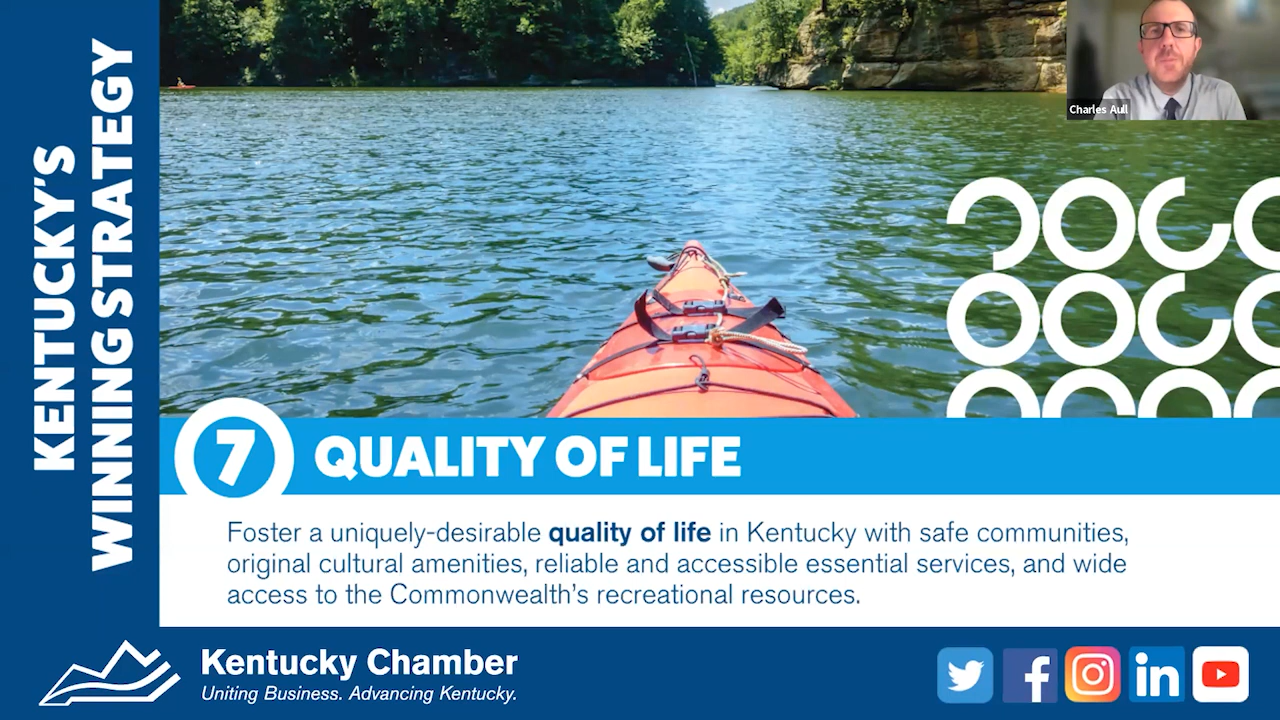 KENTUCKY'S
WINNING STRATEGY
Charles Aull
7 QUALITY OF LIFE
Foster a uniquely-desirable quality of life in Kentucky with safe communities,
original cultural amenities, reliable and accessible essential services, and wide
access to the Commonwealth's recreational resources.
Kentucky Chamber
Uniting Business. Advancing Kentucky.
f
in